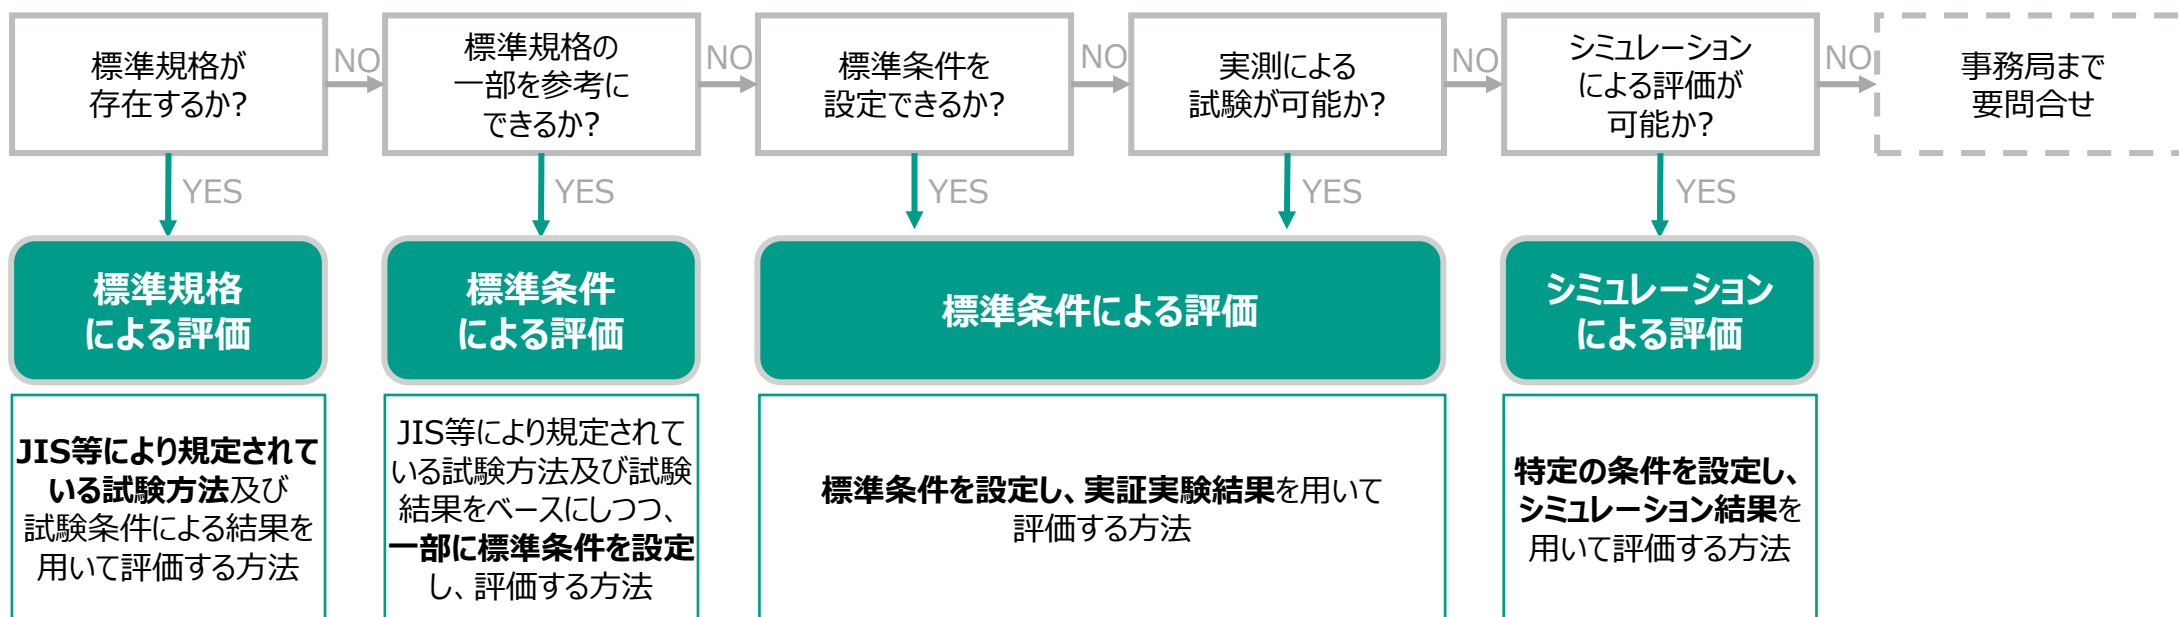 標準規格が
存在するか?
NO
標準規格の
一部を参考に
できるか?
NO
標準条件を
設定できるか?
NO
実測による
試験が可能か?
NO
シミュレーション
による評価が
可能か?
NO
事務局まで
要問合せ
YES
YES
YES
YES
YES
標準規格
による評価
標準条件
による評価
標準条件による評価
シミュレーション
による評価
JIS等により規定されて
いる試験方法及び
試験条件による結果を
用いて評価する方法
JIS等により規定されて
いる試験方法及び試験
結果をベースにしつつ、
一部に標準条件を設定
し、評価する方法
標準条件を設定し、実証実験結果を用いて
評価する方法
特定の条件を設定し、
シミュレーション結果を
用いて評価する方法